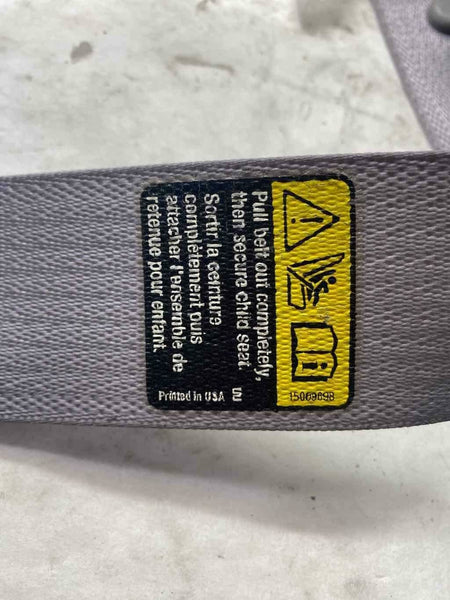 Pull belt out completely,
then secure child seat.
Sortir la ceinture
complètement puis
attacher l'ensemble de
retenue pour enfant.
Printed in USA
15069698